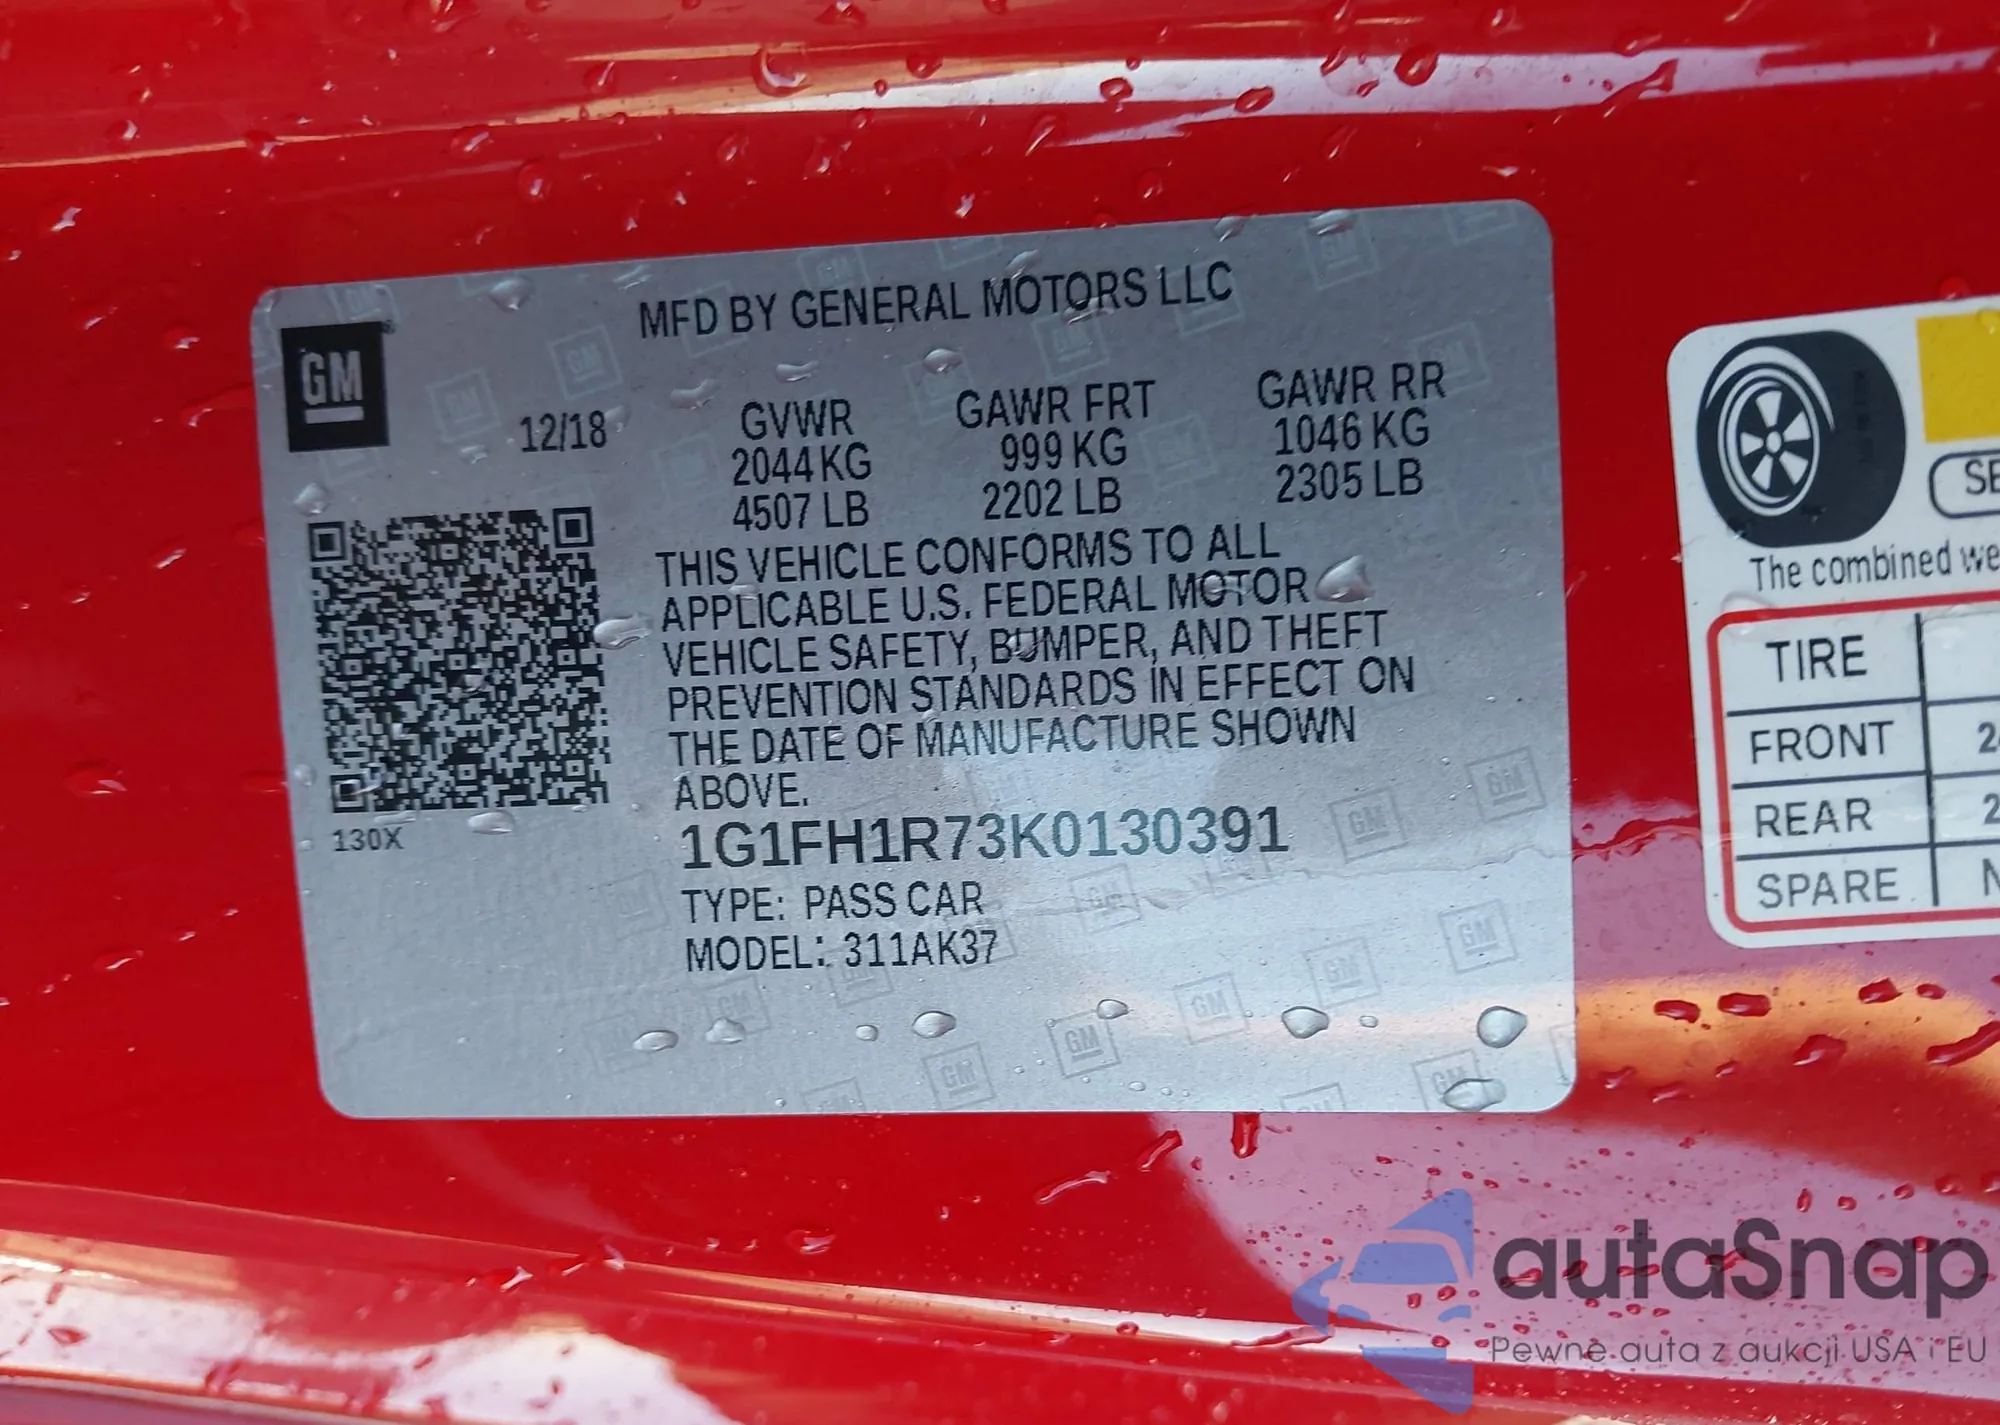 MFD BY GENERAL MOTORS LLC
GM
12/18
GVWR GAWR FRT GAWR RR
2044 KG 999 KG 1046 KG
4507 LB 2202 LB 2305 LB
THIS VEHICLE CONFORMS TO ALL
APPLICABLE U.S. FEDERAL MOTOR
VEHICLE SAFETY, BUMPER, AND THEFT
PREVENTION STANDARDS IN EFFECT ON
THE DATE OF MANUFACTURE SHOWN
ABOVE.
130X
1G1FH1R73K0130391
TYPE: PASS CAR
MODEL: 311AK37
The combined
TIRE
FRONT
REAR
SPARE
autaSnap
Pewne auta z aukcji USA i EU